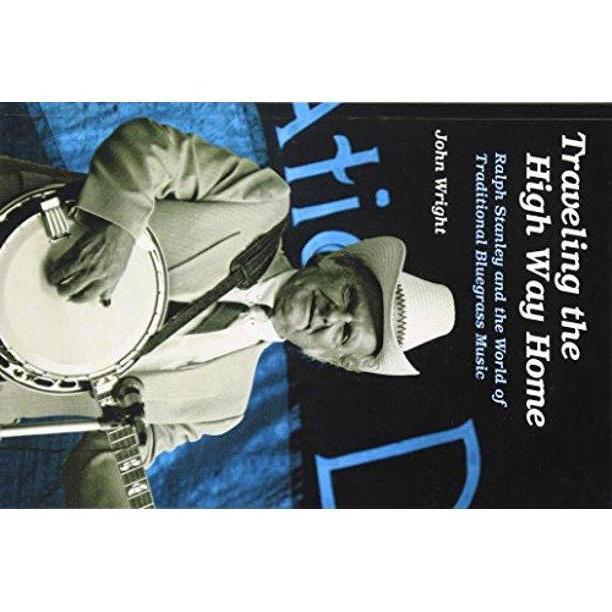 Traveling the
High Way Home
Ralph Stanley and the World of
Traditional Bluegrass Music
John Wright